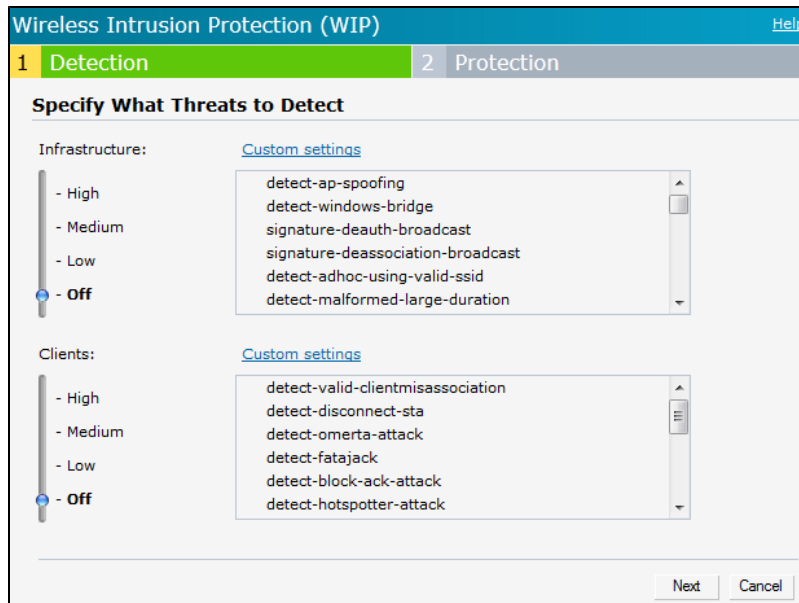 Wireless Intrusion Protection (WIP) Help
1 Detection 2 Protection
Specify What Threats to Detect
Infrastructure: Custom settings
- High
- Medium
- Low
- Off
detect-ap-spoofing
detect-windows-bridge
signature-deauth-broadcast
signature-deassociation-broadcast
detect-adhoc-using-valid-ssid
detect-malformed-large-duration
Clients: Custom settings
- High
- Medium
- Low
- Off
detect-valid-clientmisassociation
detect-disconnect-sta
detect-omerta-attack
detect-fatajack
detect-block-ack-attack
detect-hotspotter-attack
Next Cancel